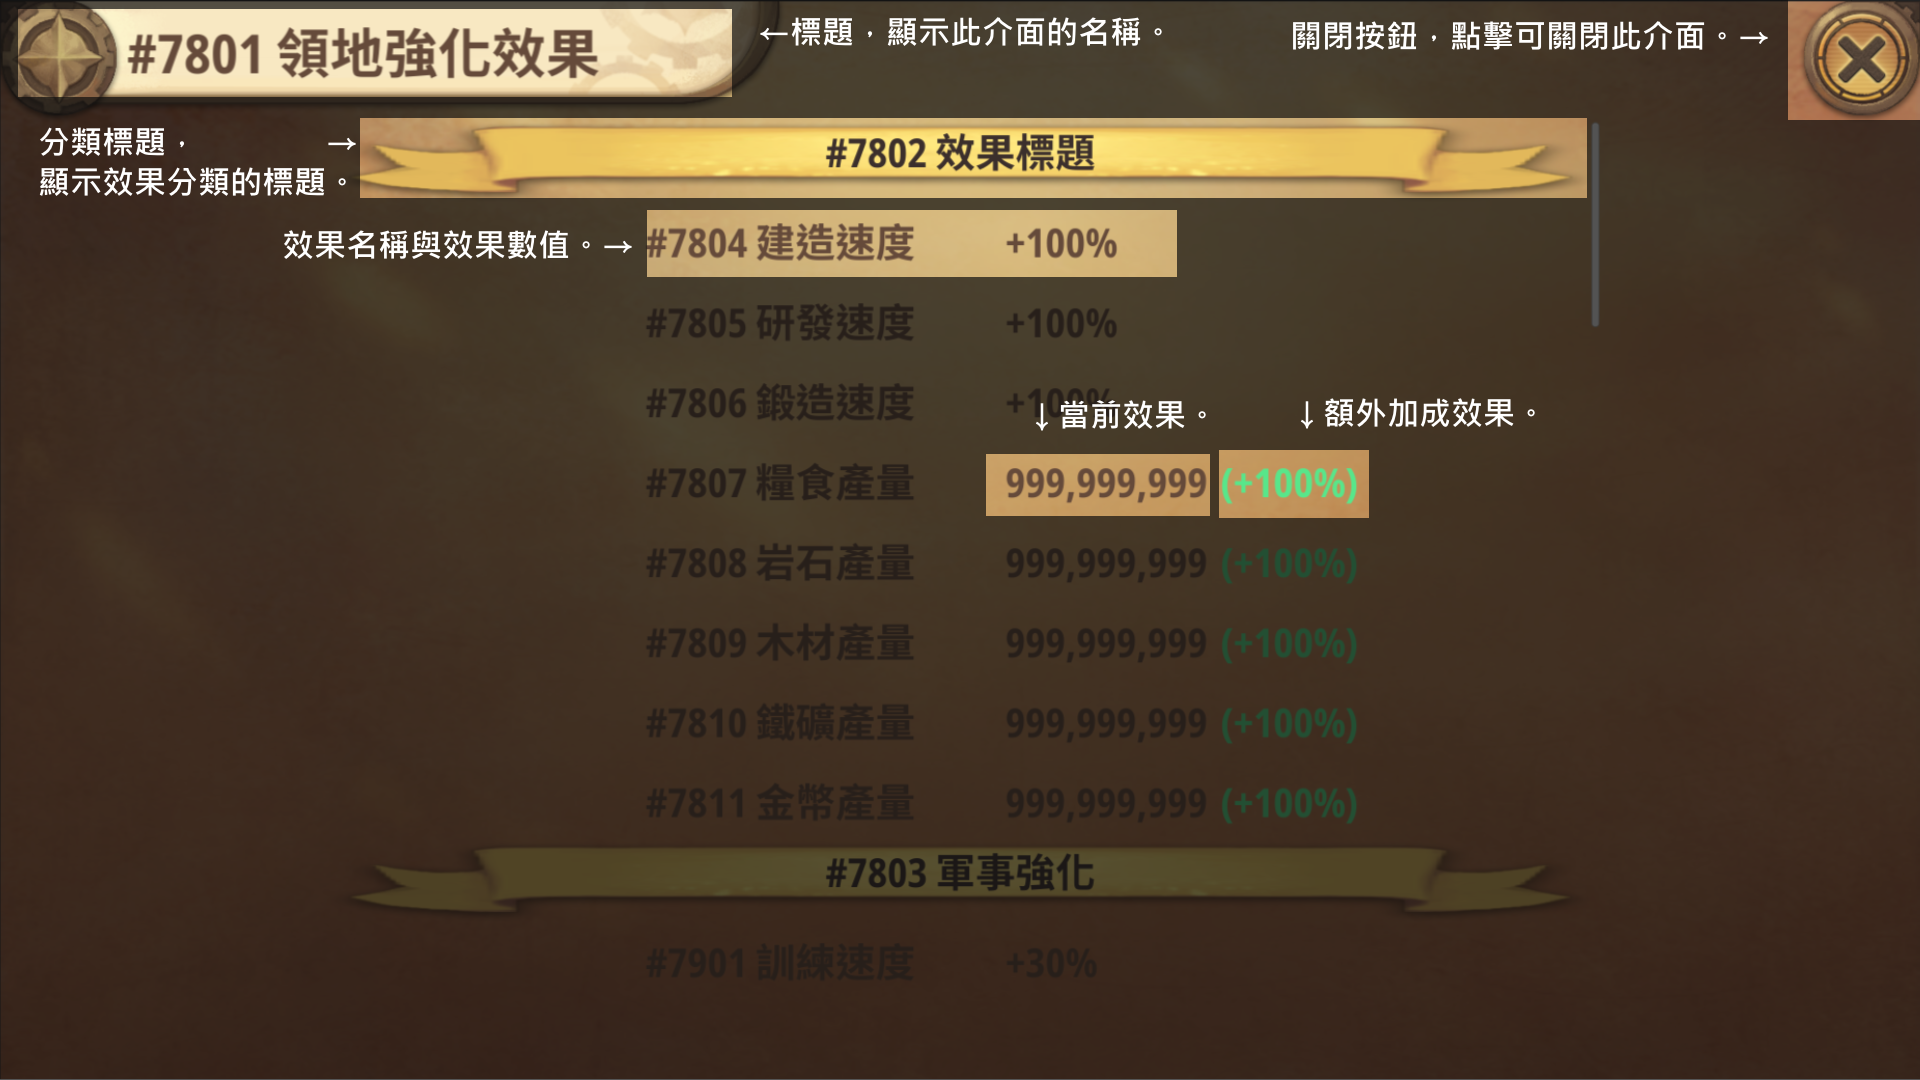 #7801 領地強化效果
←標題，顯示此介面的名稱。
關閉按鈕，點擊可關閉此介面。→
分類標題， →
顯示效果分類的標題。
#7802 效果標題
效果名稱與效果數值。→
#7804 建造速度 +100%
#7805 研發速度 +100%
#7806 鍛造速度 +100%
↓當前效果。 ↓額外加成效果。
#7807 糧食產量 999,999,999 (+100%)
#7808 岩石產量 999,999,999 (+100%)
#7809 木材產量 999,999,999 (+100%)
#7810 鐵礦產量 999,999,999 (+100%)
#7811 金幣產量 999,999,999 (+100%)
#7803 軍事強化
#7901 訓練速度 +30%